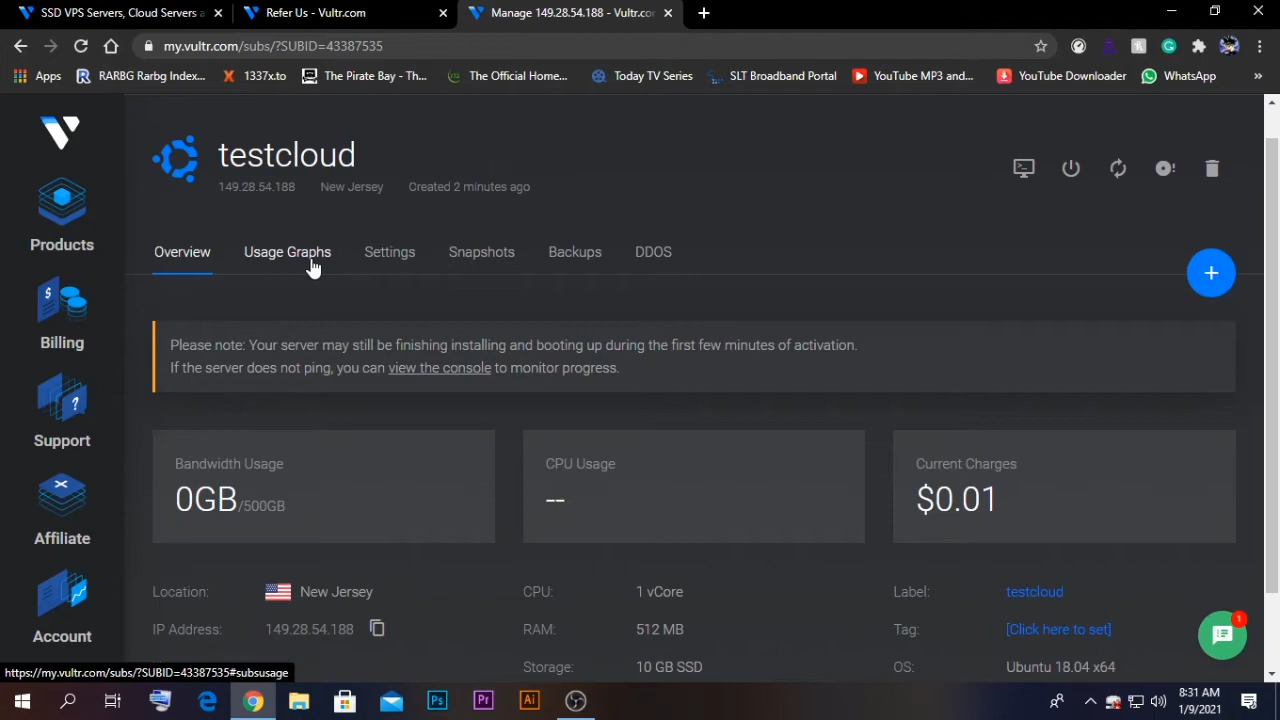 SSD VPS Servers, Cloud Servers a
Refer Us - Vultr.com
Manage 149.28.54.188 - Vultr.co
my.vultr.com/subs/?SUBID=43387535
Apps
RARBG Rarbg Index...
1337x.to
The Pirate Bay - Th...
The Official Home...
Today TV Series
SLT Broadband Portal
YouTube MP3 and...
YouTube Downloader
WhatsApp
»
testcloud
149.28.54.188
New Jersey
Created 2 minutes ago
Products
Overview
Usage Graphs
Settings
Snapshots
Backups
DDOS
+
Billing
Please note: Your server may still be finishing installing and booting up during the first few minutes of activation.
If the server does not ping, you can view the console to monitor progress.
Support
Bandwidth Usage
CPU Usage
Current Charges
0GB/500GB
--
$0.01
Affiliate
Location:
New Jersey
CPU:
1 vCore
Label:
testcloud
IP Address:
149.28.54.188
RAM:
512 MB
Tag:
[Click here to set]
Account
1
Storage:
10 GB SSD
OS:
Ubuntu 18.04 x64
https://my.vultr.com/subs/?SUBID=43387535#subsusage
Ps
Pr
Ai
8:31 AM
1/9/2021